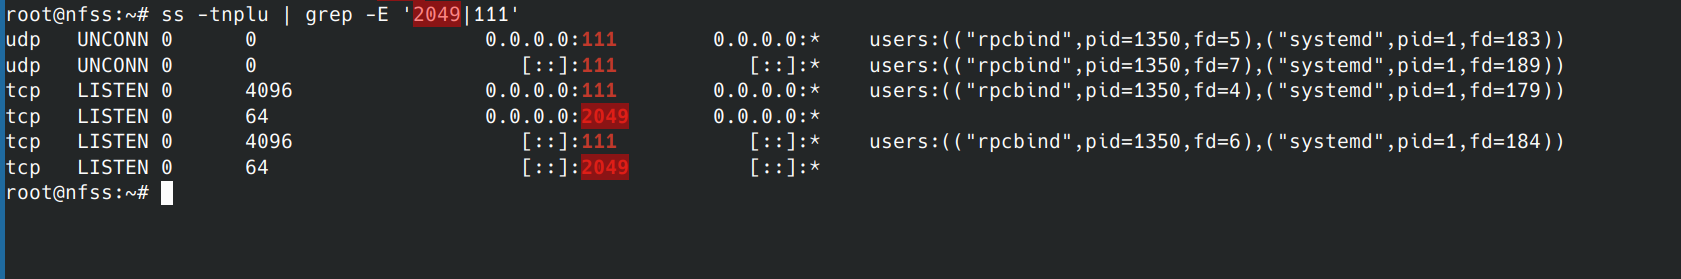 root@nfss:~# ss -tnplu | grep -E '2049|111'
udp   UNCONN 0      0                   0.0.0.0:111        0.0.0.0:*    users:(("rpcbind",pid=1350,fd=5),("systemd",pid=1,fd=183))
udp   UNCONN 0      0                      [::]:111           [::]:*    users:(("rpcbind",pid=1350,fd=7),("systemd",pid=1,fd=189))
tcp   LISTEN 0      4096                0.0.0.0:111        0.0.0.0:*    users:(("rpcbind",pid=1350,fd=4),("systemd",pid=1,fd=179))
tcp   LISTEN 0      64                  0.0.0.0:2049       0.0.0.0:*
tcp   LISTEN 0      4096                   [::]:111           [::]:*    users:(("rpcbind",pid=1350,fd=6),("systemd",pid=1,fd=184))
tcp   LISTEN 0      64                     [::]:2049          [::]:*
root@nfss:~#